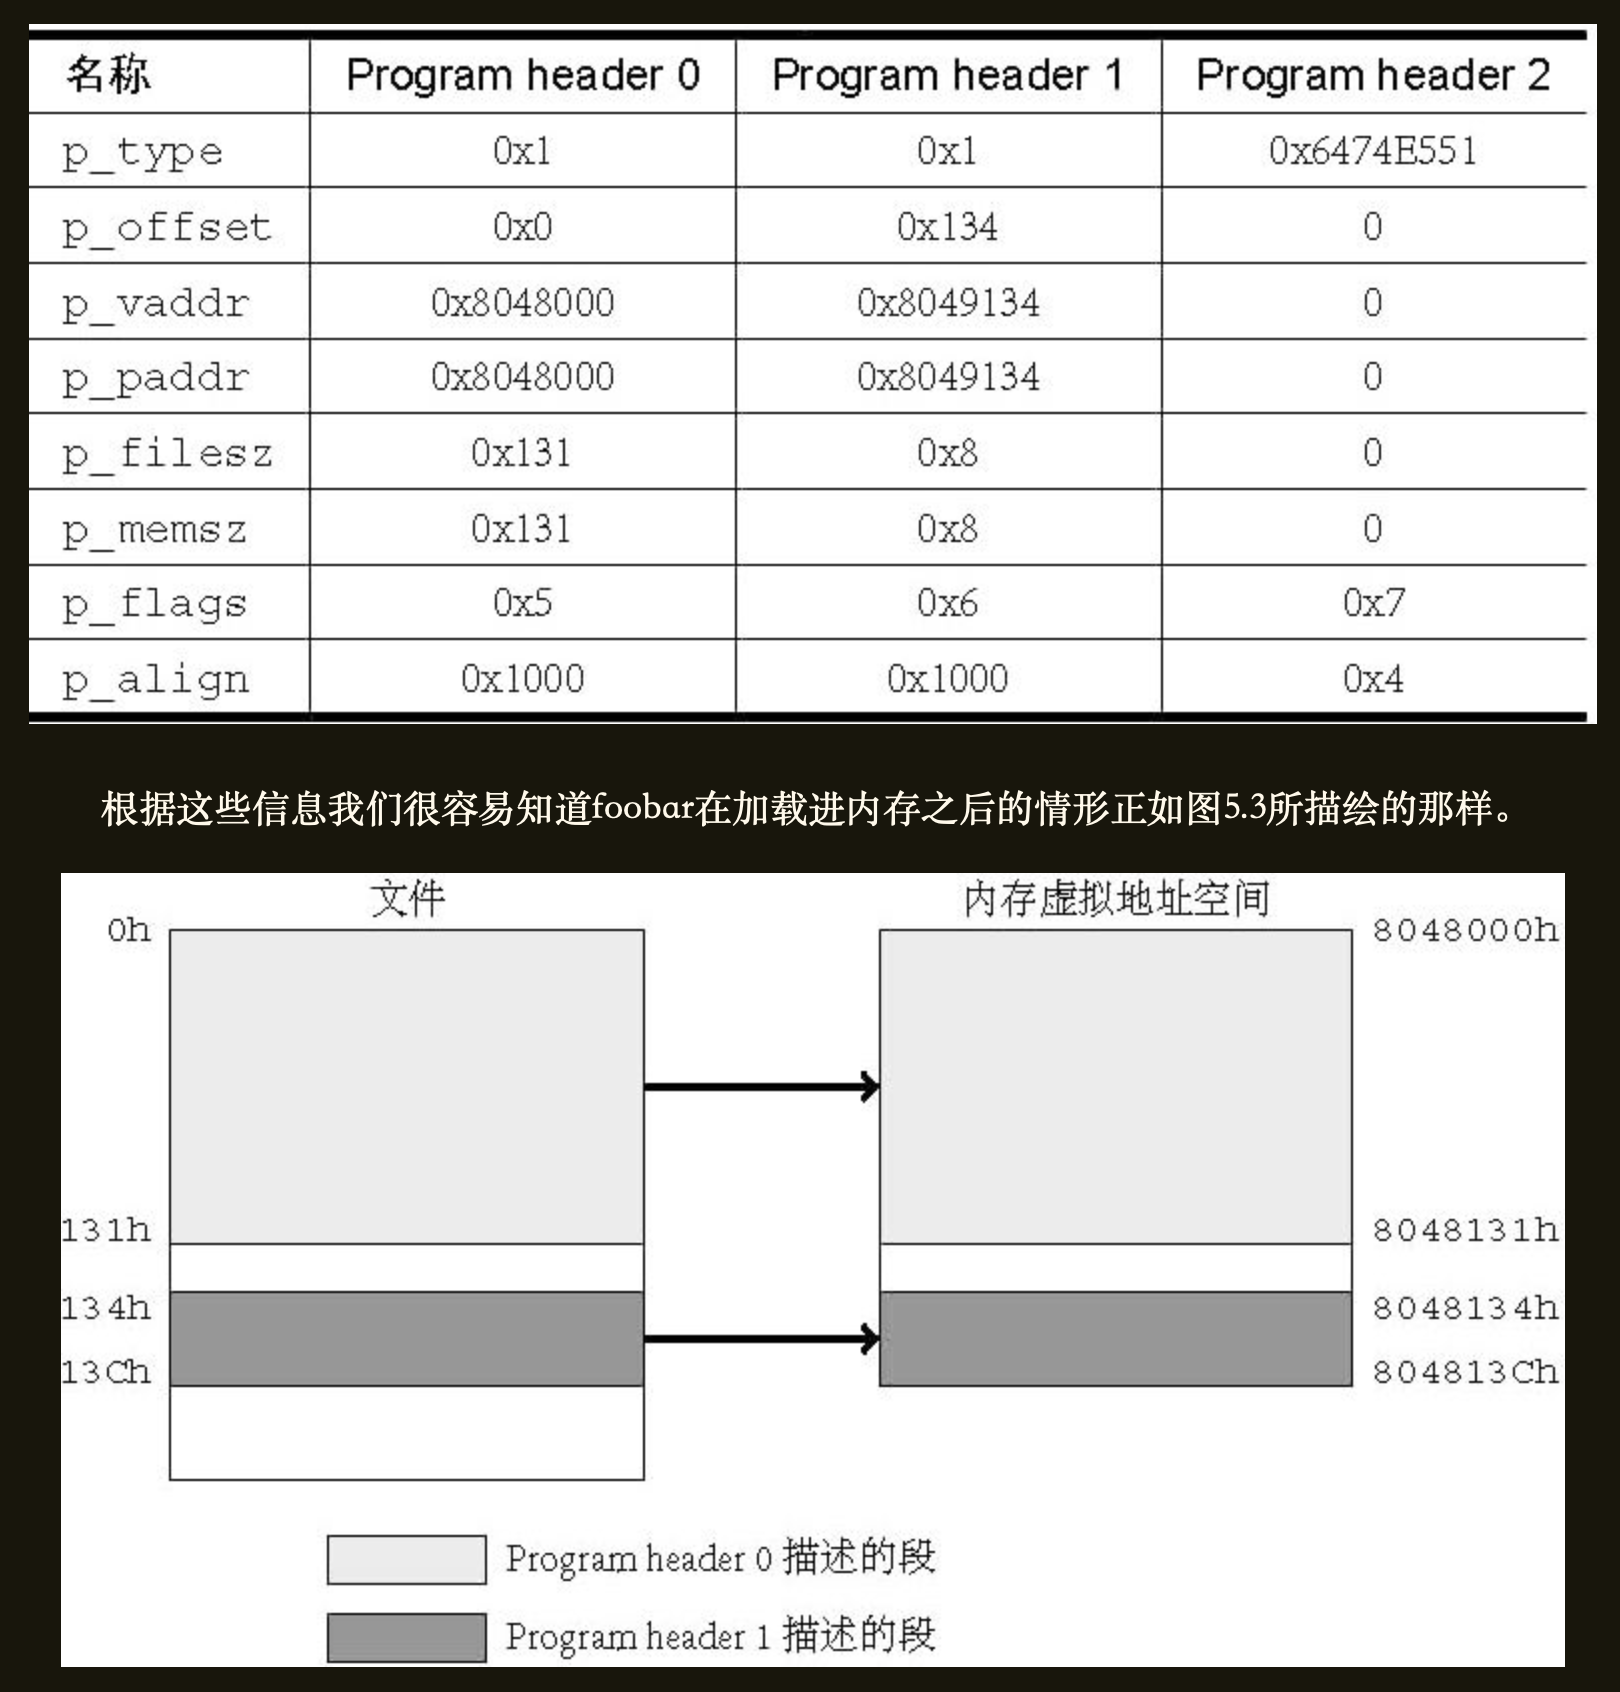 名称 Program header 0 Program header 1 Program header 2
p_type 0x1 0x1 0x6474E551
p_offset 0x0 0x134 0
p_vaddr 0x8048000 0x8049134 0
p_paddr 0x8048000 0x8049134 0
p_filesz 0x131 0x8 0
p_memsz 0x131 0x8 0
p_flags 0x5 0x6 0x7
p_align 0x1000 0x1000 0x4
根据这些信息我们很容易知道foobar在加载进内存之后的情形正如图5.3所描绘的那样。
文件 内存虚拟地址空间
0h 8048000h
131h 8048131h
134h 8048134h
13Ch 804813Ch
Program header 0 描述的段
Program header 1 描述的段